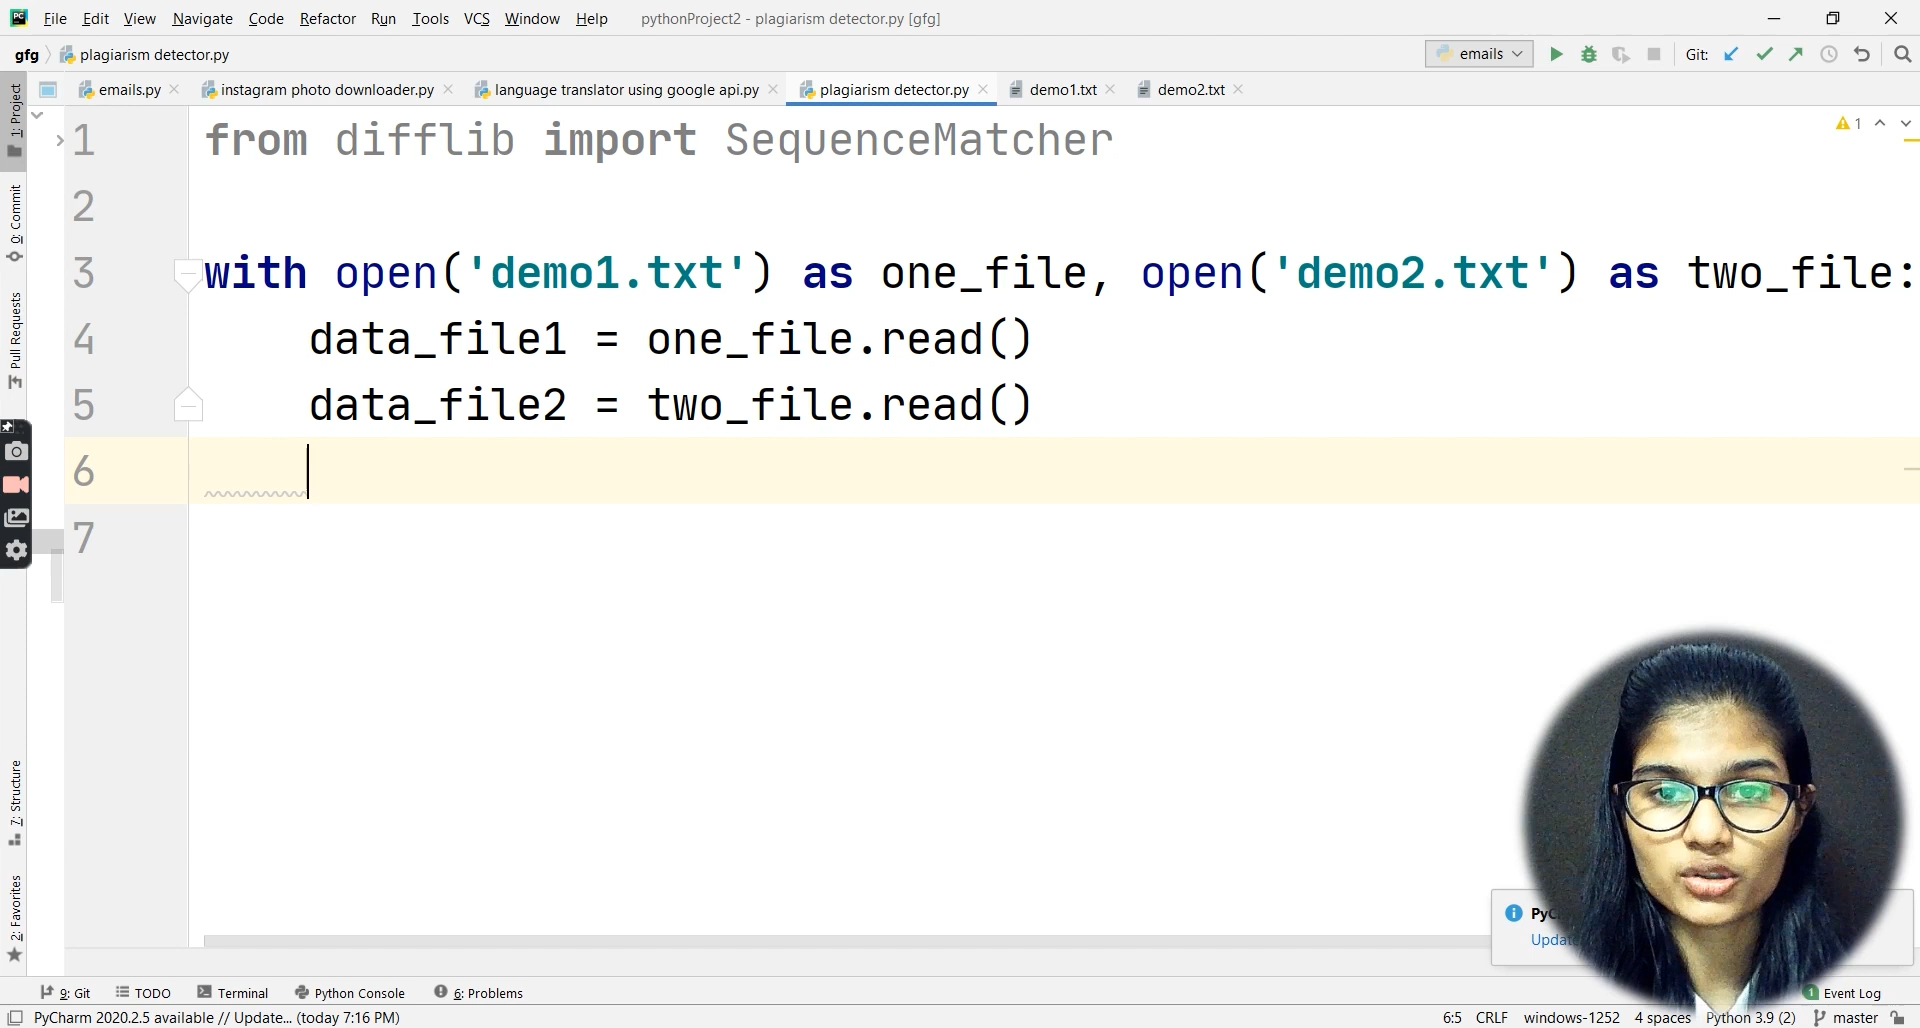 File Edit View Navigate Code Refactor Run Tools VCS Window Help pythonProject2 - plagiarism detector.py [gfg]
gfg plagiarism detector.py emails Git:
emails.py instagram photo downloader.py language translator using google api.py plagiarism detector.py demo1.txt demo2.txt
1: Project
0: Commit
Pull Requests
7: Structure
2: Favorites
1
1 from difflib import SequenceMatcher
2
3 with open('demo1.txt') as one_file, open('demo2.txt') as two_file:
4 data_file1 = one_file.read()
5 data_file2 = two_file.read()
6
7
9: Git TODO Terminal Python Console 6: Problems 1 Event Log
PyCharm 2020.2.5 available // Update... (today 7:16 PM) 6:5 CRLF windows-1252 4 spaces Python 3.9 (2) master